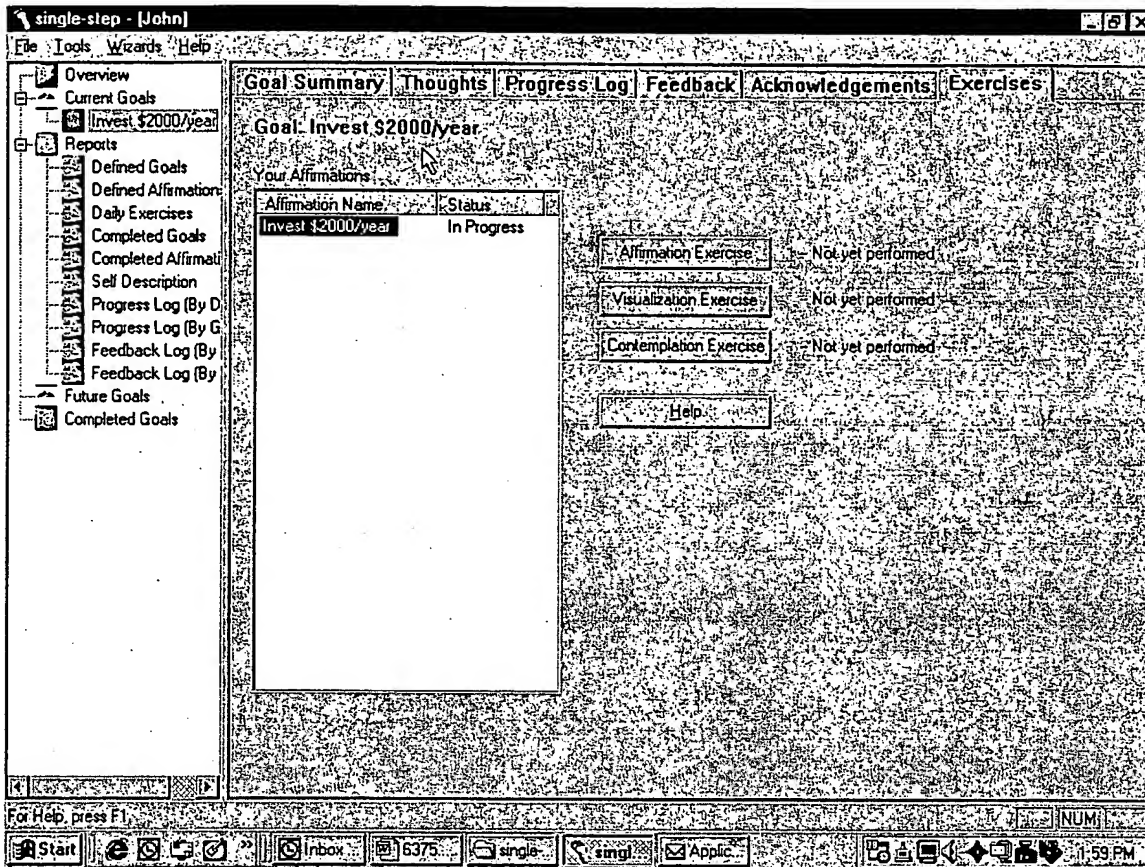 single-step - [John]
File Tools Wizards Help
Overview
Current Goals
Invest $2000/year
Reports
Defined Goals
Defined Affirmation
Daily Exercises
Completed Goals
Completed Affirmati
Self Description
Progress Log (By D
Progress Log (By G
Feedback Log (By
Feedback Log (By
Future Goals
Completed Goals
Goal Summary Thoughts Progress Log Feedback Acknowledgements Exercises
Goal: Invest $2000/year
Your Affirmations
Affirmation Name Status
Invest $2000/year In Progress
Affirmation Exercise Not yet performed
Visualization Exercise Not yet performed
Contemplation Exercise Not yet performed
Help
For Help, press F1
NUM
Start » Inbox 6375 single- singl Applic 1:59 PM